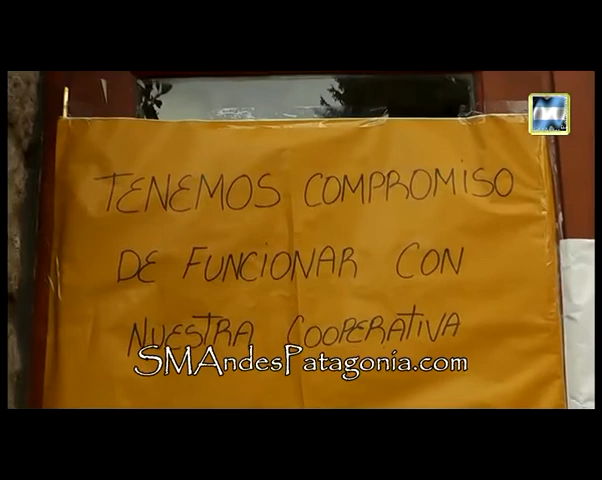 TENEMOS COMPROMISO
DE FUNCIONAR CON
NUESTRA COOPERATIVA
SMAndesPatagonia.com